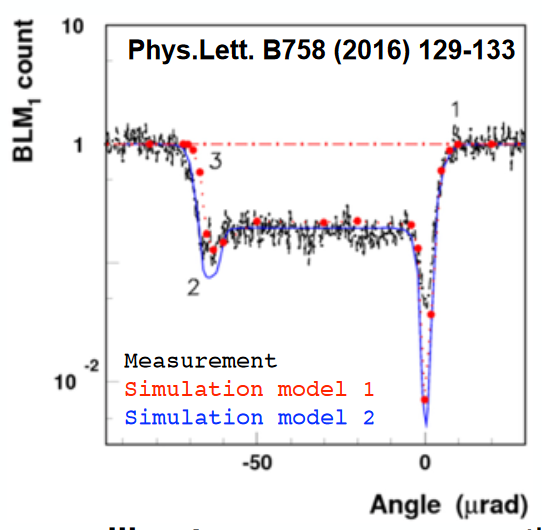 10
Phys.Lett. B758 (2016) 129-133
BLM1 count
1
1
3
2
10 -2
Measurement
Simulation model 1
Simulation model 2
-50
0
Angle (μrad)